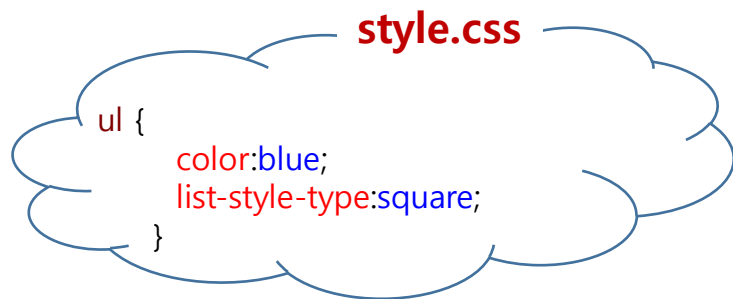 style.css
ul {
color:blue;
list-style-type:square;
}